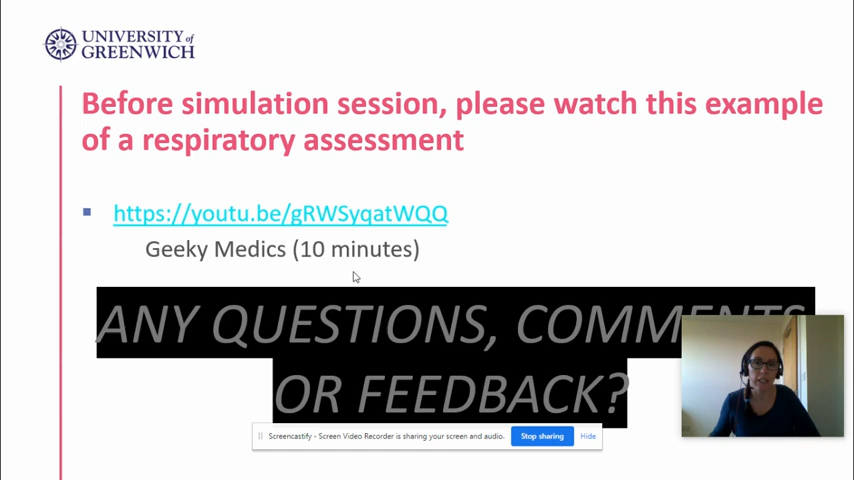 UNIVERSITY OF
GREENWICH
Before simulation session, please watch this example
of a respiratory assessment
https://youtu.be/gRWSyqatWQQ
Geeky Medics (10 minutes)
ANY QUESTIONS, COMMENTS
OR FEEDBACK?
Screencastify - Screen Video Recorder is sharing your screen and audio. Stop sharing Hide